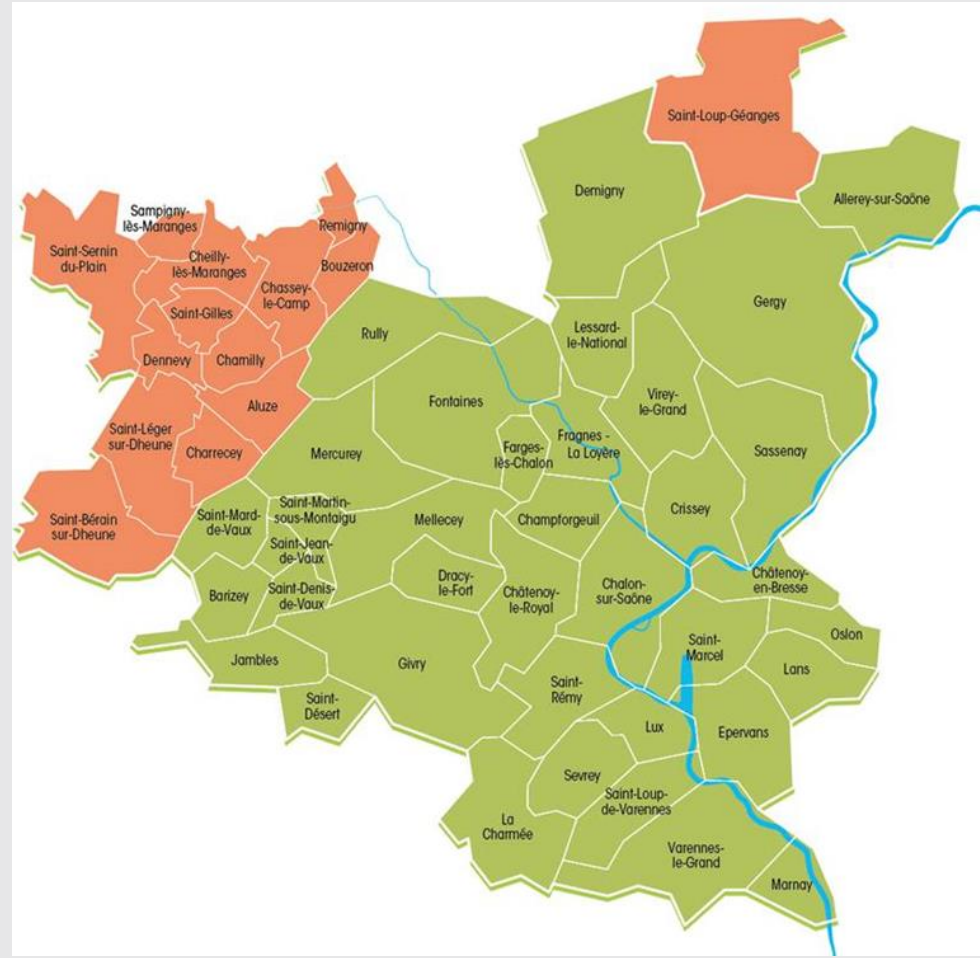 Saint-Loup-Géanges
Demigny
Allerey-sur-Saône
Sampigny-
lès-Maranges
Remigny
Saint-Sernin
du-Plain
Cheilly-
lès-Maranges
Bouzeron
Chassey-
le-Camp
Gergy
Saint-Gilles
Rully
Lessard-
le-National
Dennevy
Chamilly
Aluze
Fontaines
Virey-
le-Grand
Saint-Léger
sur-Dheune
Charrecey
Mercurey
Farges-
lès-Chalon
Fragnes -
La Loyère
Sassenay
Saint-Bérain
sur-Dheune
Saint-Mard-
de-Vaux
Saint-Martin-
sous-Montaigu
Mellecey
Champforgeuil
Crissey
Saint-Jean-
de-Vaux
Barizey
Saint-Denis-
de-Vaux
Dracy-
le-Fort
Châtenoy-
le-Royal
Chalon-
sur-Saône
Châtenoy-
en-Bresse
Jambles
Givry
Saint-
Marcel
Oslon
Lans
Saint-
Désert
Saint-
Rémy
Lux
Epervans
Sevrey
Saint-Loup-
de-Varennes
La
Charmée
Varennes-
le-Grand
Marnay